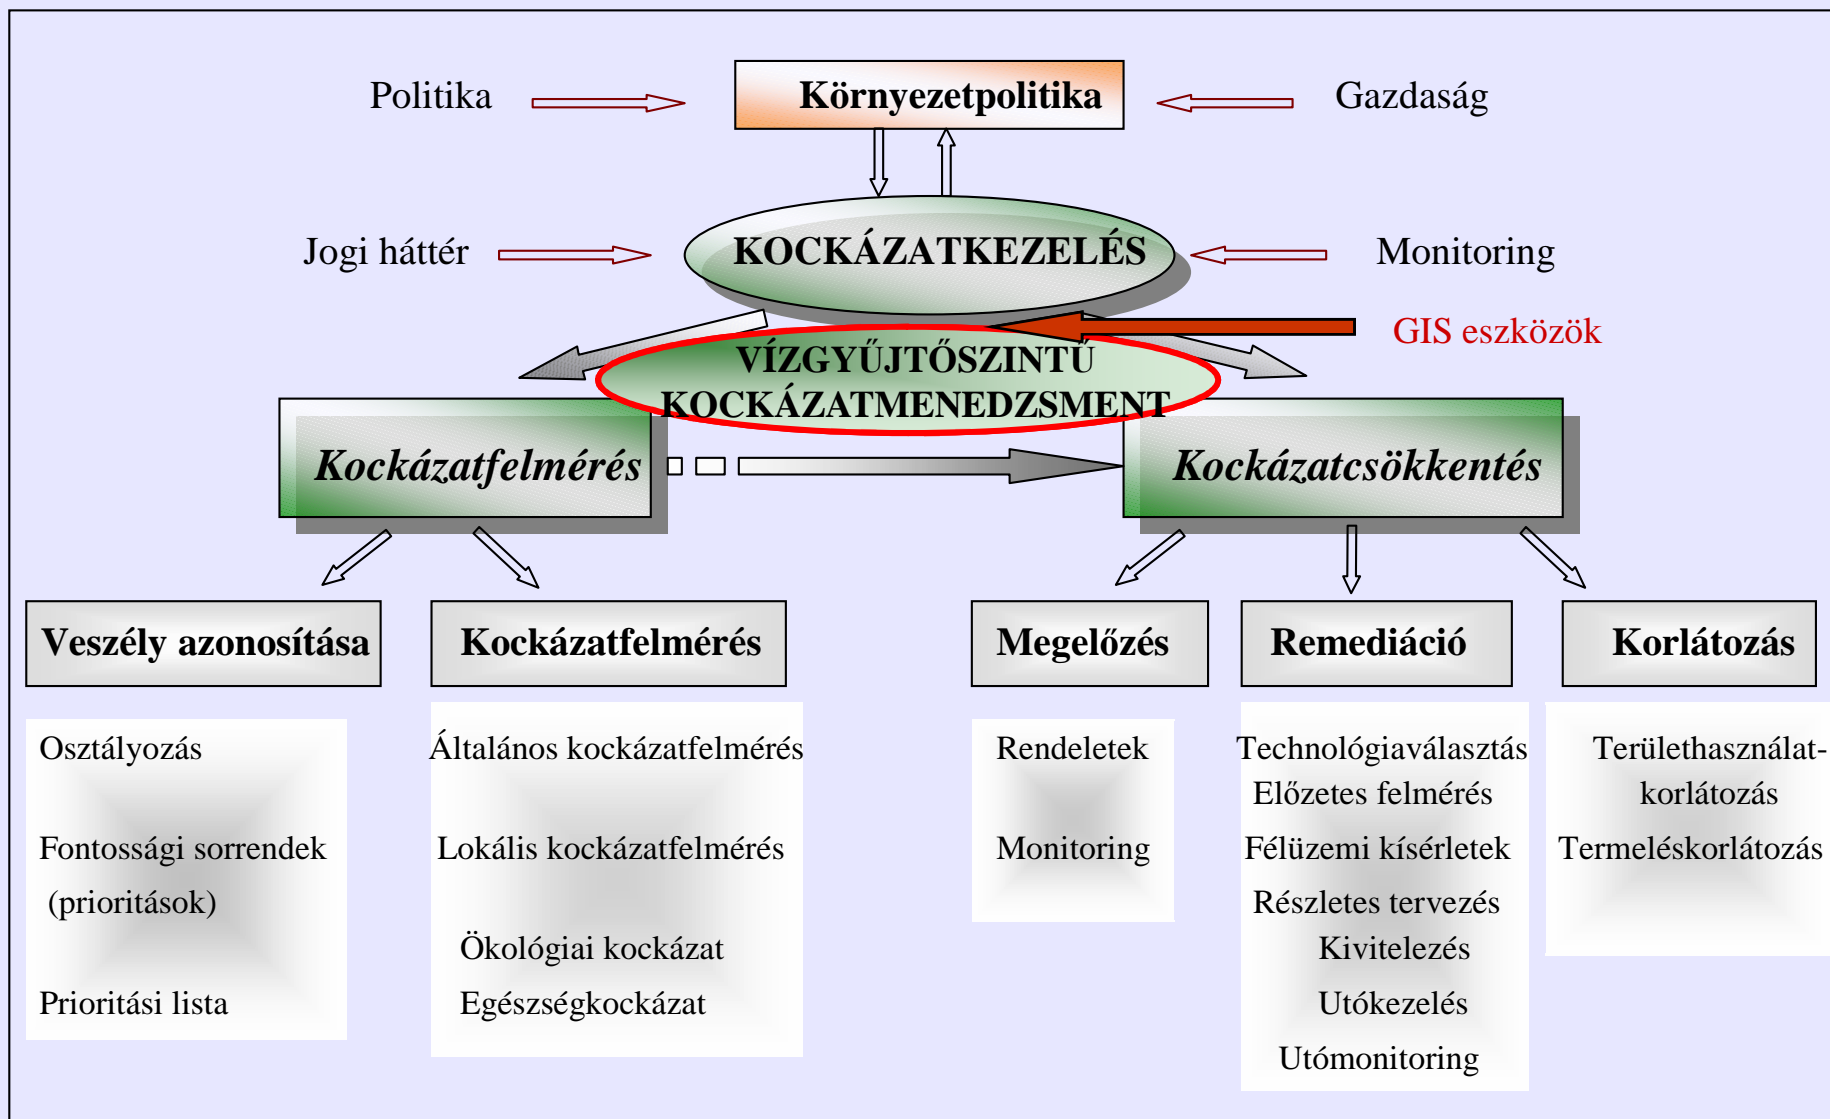 Politika
Környezetpolitika
Gazdaság
Jogi háttér
KOCKÁZATKEZELÉS
Monitoring
GIS eszközök
VÍZGYŰJTŐSZINTŰ
KOCKÁZATMENEDZSMENT
Kockázatfelmérés
Kockázatcsökkentés
Veszély azonosítása
Kockázatfelmérés
Megelőzés
Remediáció
Korlátozás
Osztályozás
Fontossági sorrendek
(prioritások)
Prioritási lista
Általános kockázatfelmérés
Lokális kockázatfelmérés
Ökológiai kockázat
Egészségkockázat
Rendeletek
Monitoring
Technológiaválasztás
Előzetes felmérés
Félüzemi kísérletek
Részletes tervezés
Kivitelezés
Utókezelés
Utómonitoring
Területhasználat-
korlátozás
Terméléskorlátozás